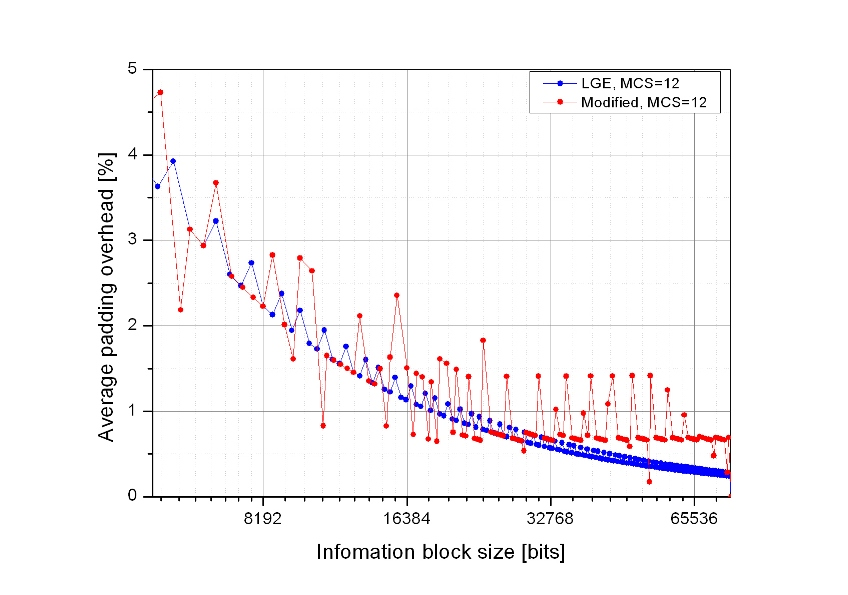 5
4
3
2
1
0
Average padding overhead [%]
LGE, MCS=12
Modified, MCS=12
8192
16384
32768
65536
Infomation block size [bits]